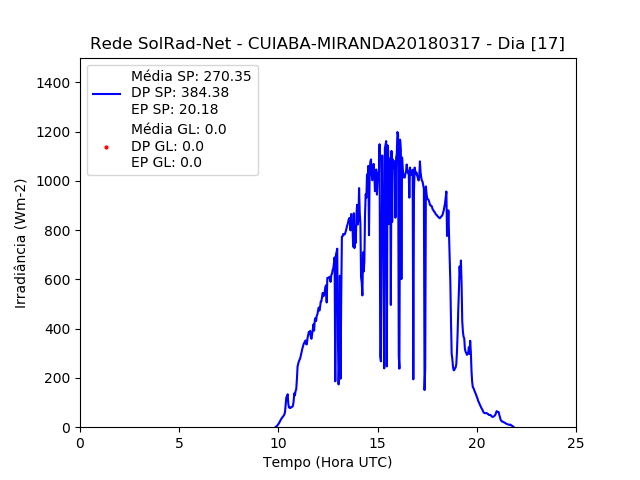 Rede SolRad-Net - CUIABA-MIRANDA20180317 - Dia [17]
Média SP: 270.35
DP SP: 384.38
EP SP: 20.18
Média GL: 0.0
DP GL: 0.0
EP GL: 0.0
Irradiância (Wm-2)
1400
1200
1000
800
600
400
200
0
0 5 10 15 20 25
Tempo (Hora UTC)